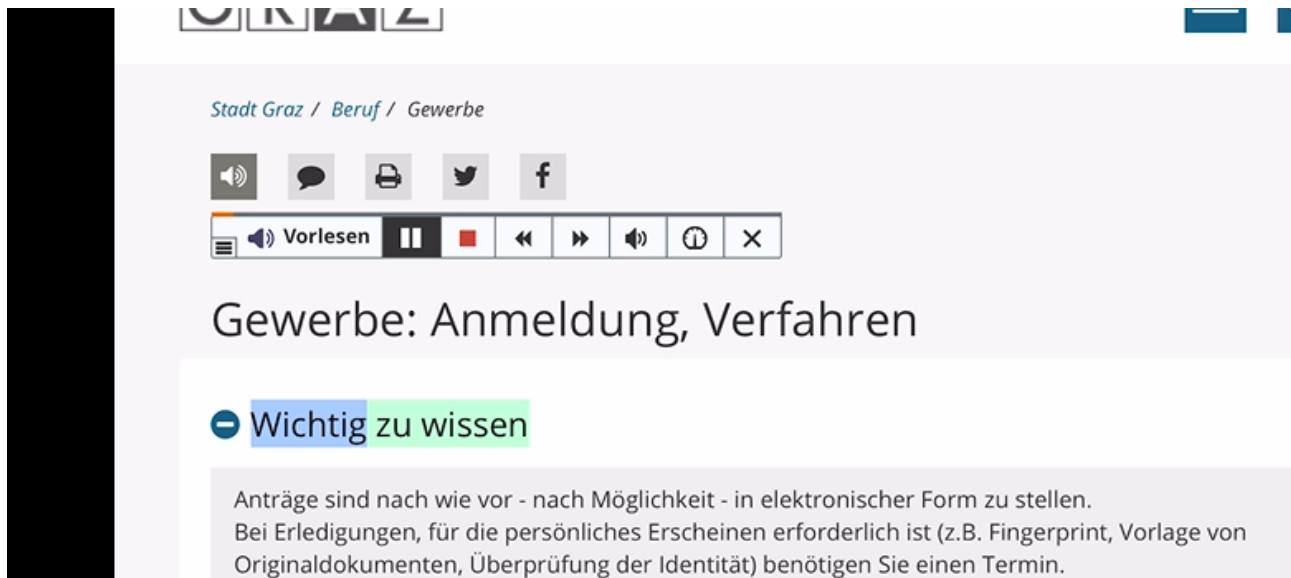 GRAZ
Stadt Graz / Beruf / Gewerbe
Vorlesen
Gewerbe: Anmeldung, Verfahren
Wichtig zu wissen
Anträge sind nach wie vor - nach Möglichkeit - in elektronischer Form zu stellen.
Bei Erledigungen, für die persönliches Erscheinen erforderlich ist (z.B. Fingerprint, Vorlage von
Originaldokumenten, Überprüfung der Identität) benötigen Sie einen Termin.